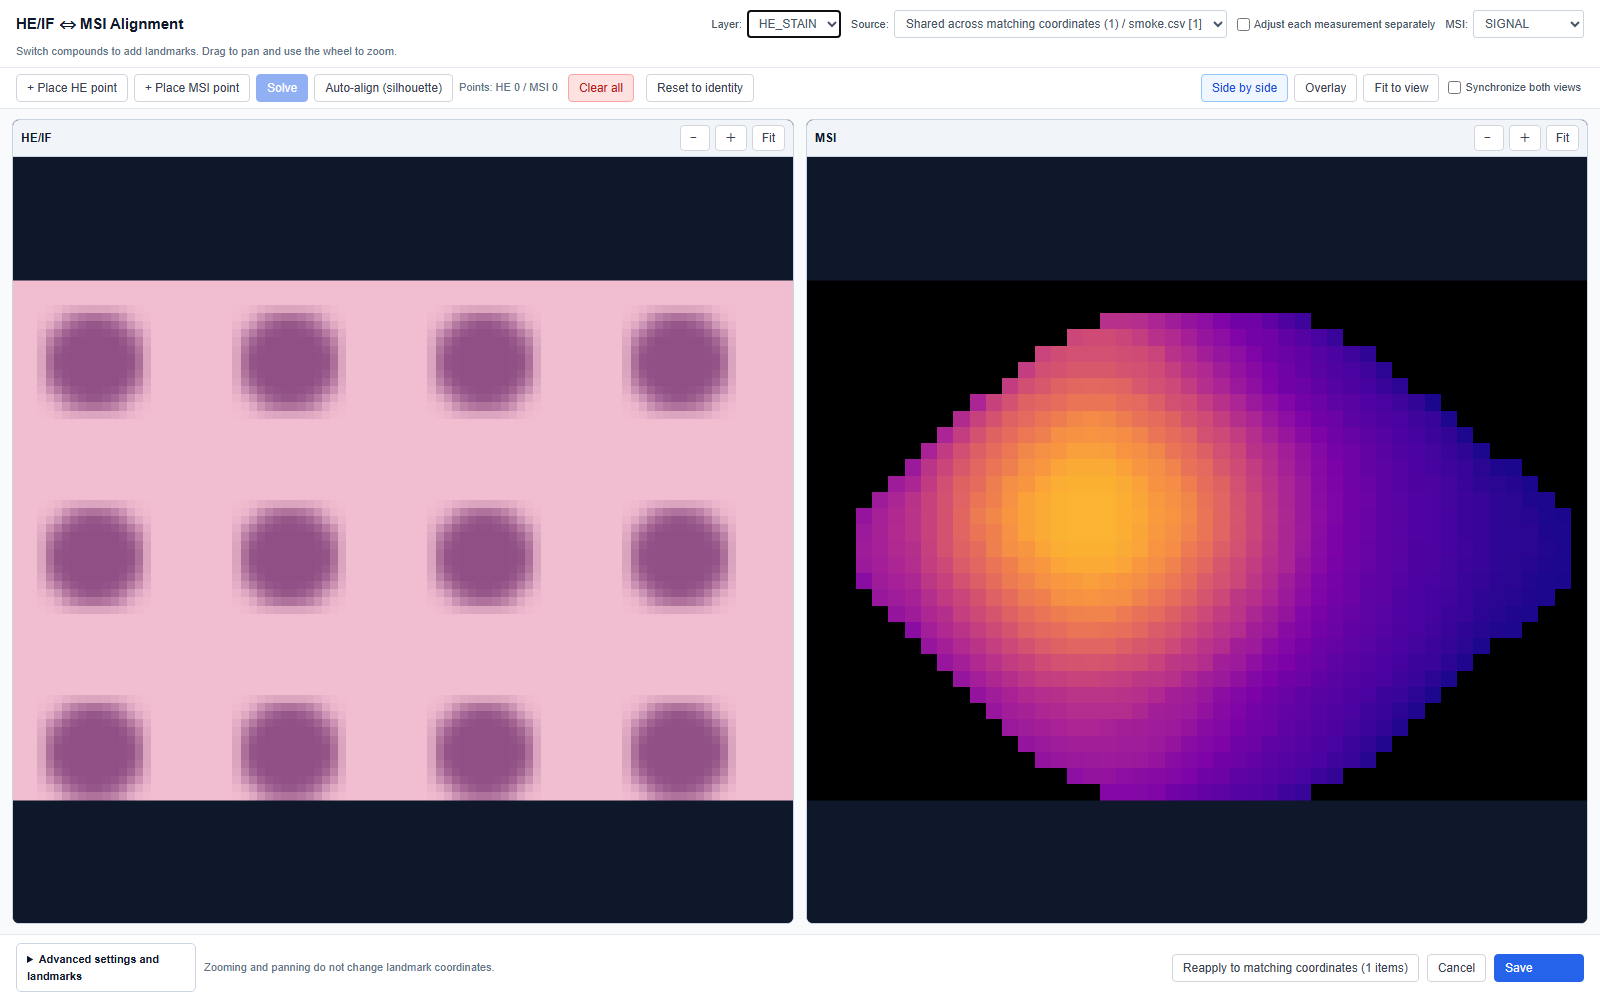 HE/IF ⇔ MSI Alignment
Layer: HE_STAIN Source: Shared across matching coordinates (1) / smoke.csv [1] Adjust each measurement separately MSI: SIGNAL
Switch compounds to add landmarks. Drag to pan and use the wheel to zoom.
+ Place HE point + Place MSI point Solve Auto-align (silhouette) Points: HE 0 / MSI 0 Clear all Reset to identity Side by side Overlay Fit to view Synchronize both views
HE/IF − + Fit MSI − + Fit
▶ Advanced settings and
landmarks
Zooming and panning do not change landmark coordinates.
Reapply to matching coordinates (1 items) Cancel Save